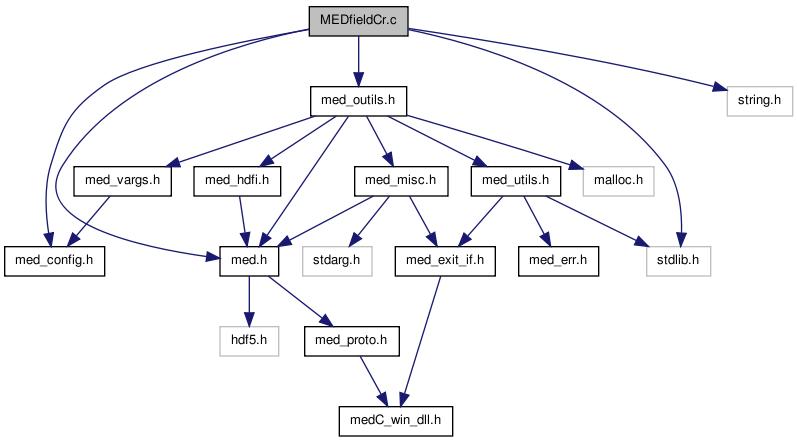 MEDfieldCr.c
med_outils.h
string.h
med_vargs.h
med_hdfi.h
med_misc.h
med_utils.h
malloc.h
med_config.h
med.h
stdarg.h
med_exit_if.h
med_err.h
stdlib.h
hdf5.h
med_proto.h
medC_win_dll.h